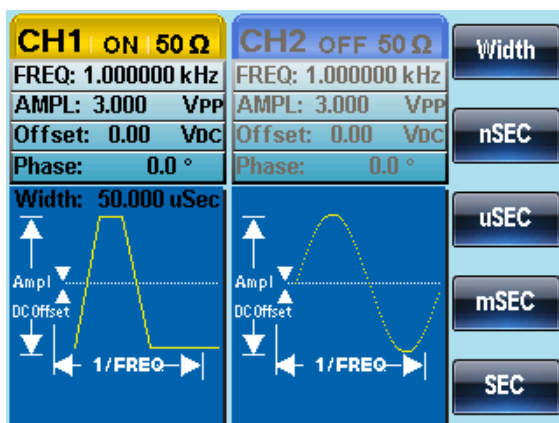 CH1 ON 50 Ω
FREQ: 1.000000 kHz
AMPL: 3.000 VPP
Offset: 0.00 VDC
Phase: 0.0 °
Width: 50.000 uSec
Ampl
DC Offset
1/FREQ
CH2 OFF 50 Ω
FREQ: 1.000000 kHz
AMPL: 3.000 VPP
Offset: 0.00 VDC
Phase: 0.0 °
Ampl
DC Offset
1/FREQ
Width
nSEC
uSEC
mSEC
SEC